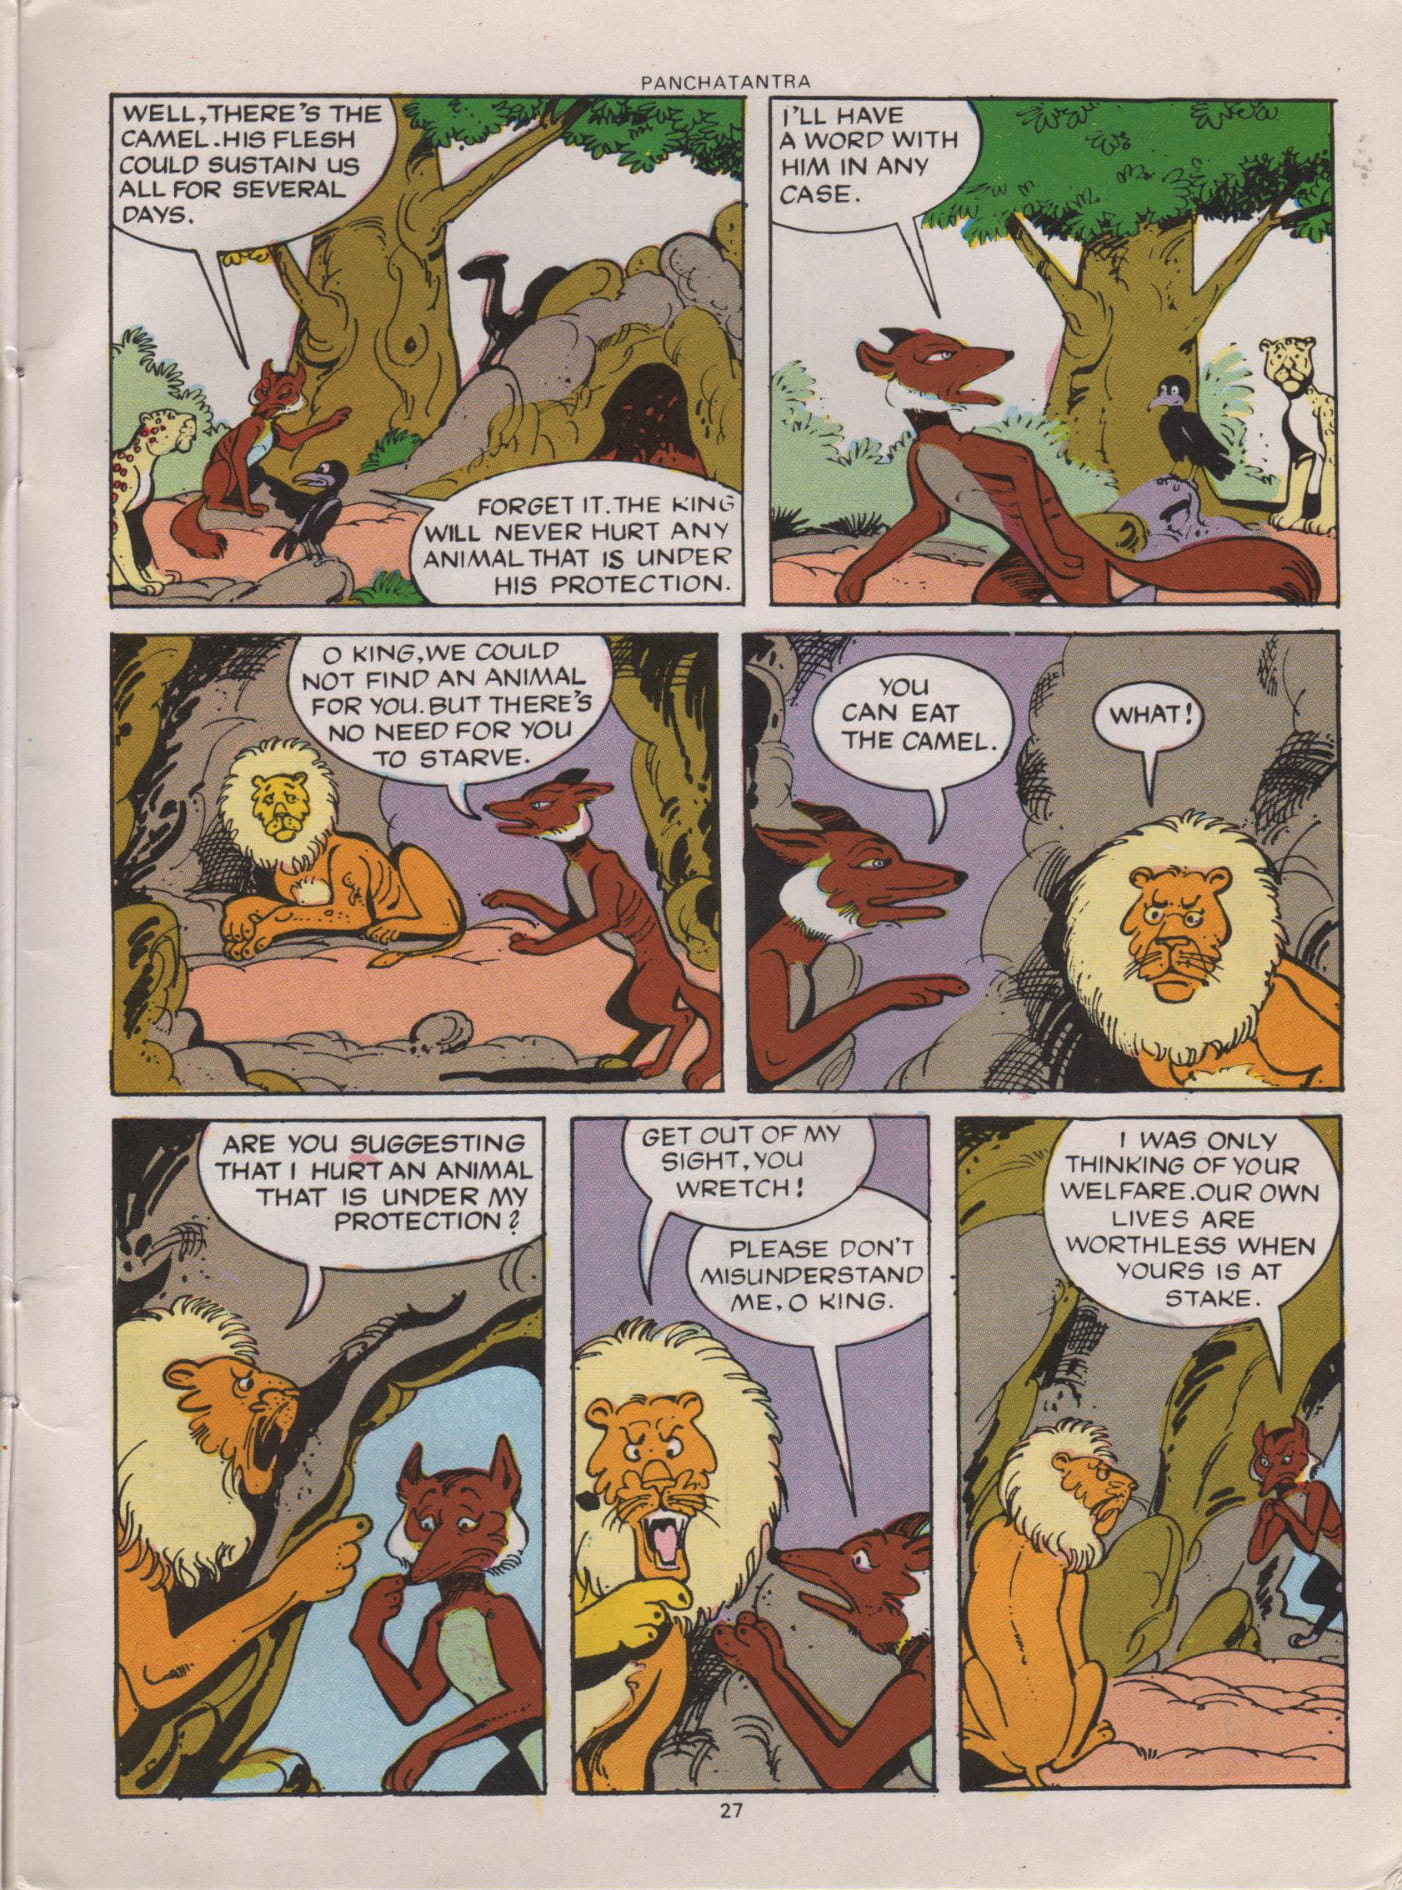 PANCHATANTRA
WELL, THERE'S THE
CAMEL. HIS FLESH
COULD SUSTAIN US
ALL FOR SEVERAL
DAYS.
FORGET IT. THE KING
WILL NEVER HURT ANY
ANIMAL THAT IS UNDER
HIS PROTECTION.
I'LL HAVE
A WORD WITH
HIM IN ANY
CASE.
O KING, WE COULD
NOT FIND AN ANIMAL
FOR YOU. BUT THERE'S
NO NEED FOR YOU
TO STARVE.
YOU
CAN EAT
THE CAMEL.
WHAT!
ARE YOU SUGGESTING
THAT I HURT AN ANIMAL
THAT IS UNDER MY
PROTECTION?
GET OUT OF MY
SIGHT, YOU
WRETCH!
PLEASE DON'T
MISUNDERSTAND
ME, O KING.
I WAS ONLY
THINKING OF YOUR
WELFARE. OUR OWN
LIVES ARE
WORTHLESS WHEN
YOURS IS AT
STAKE.
27